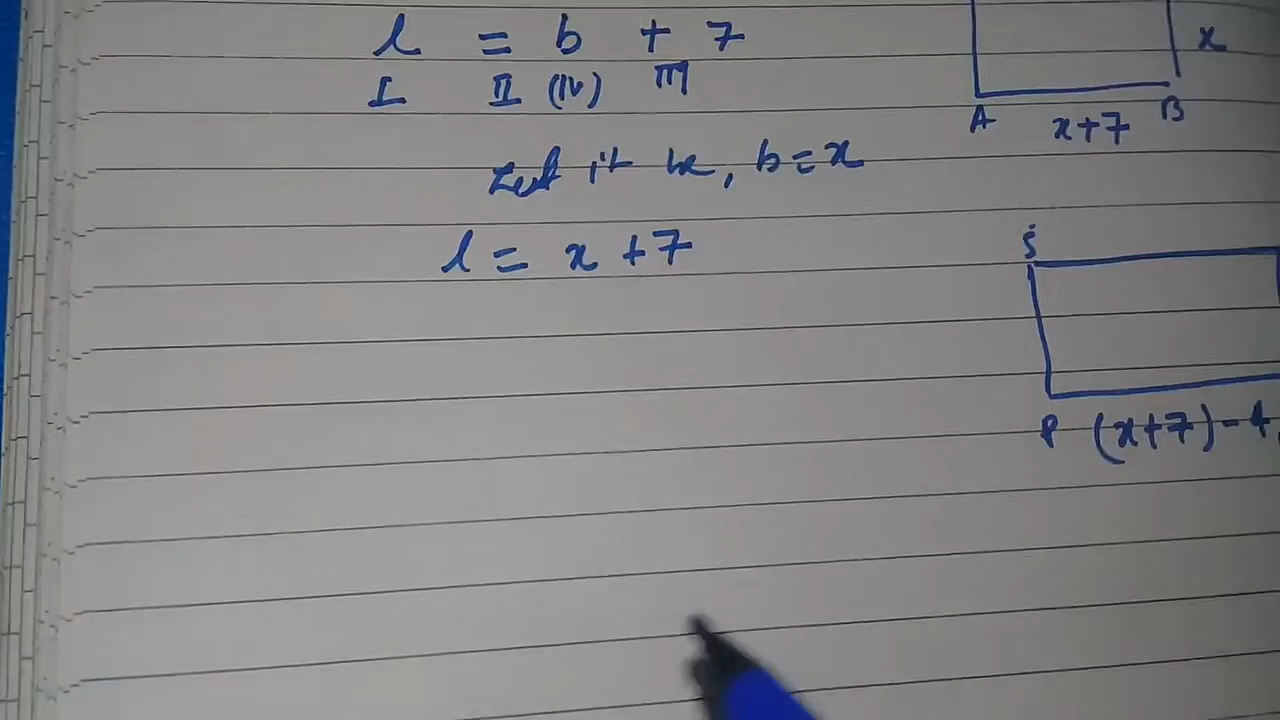 l = b + 7
I II (IV) III
x
A B
x+7
Let it be, b = x
l = x + 7
S
P (x+7) - 4